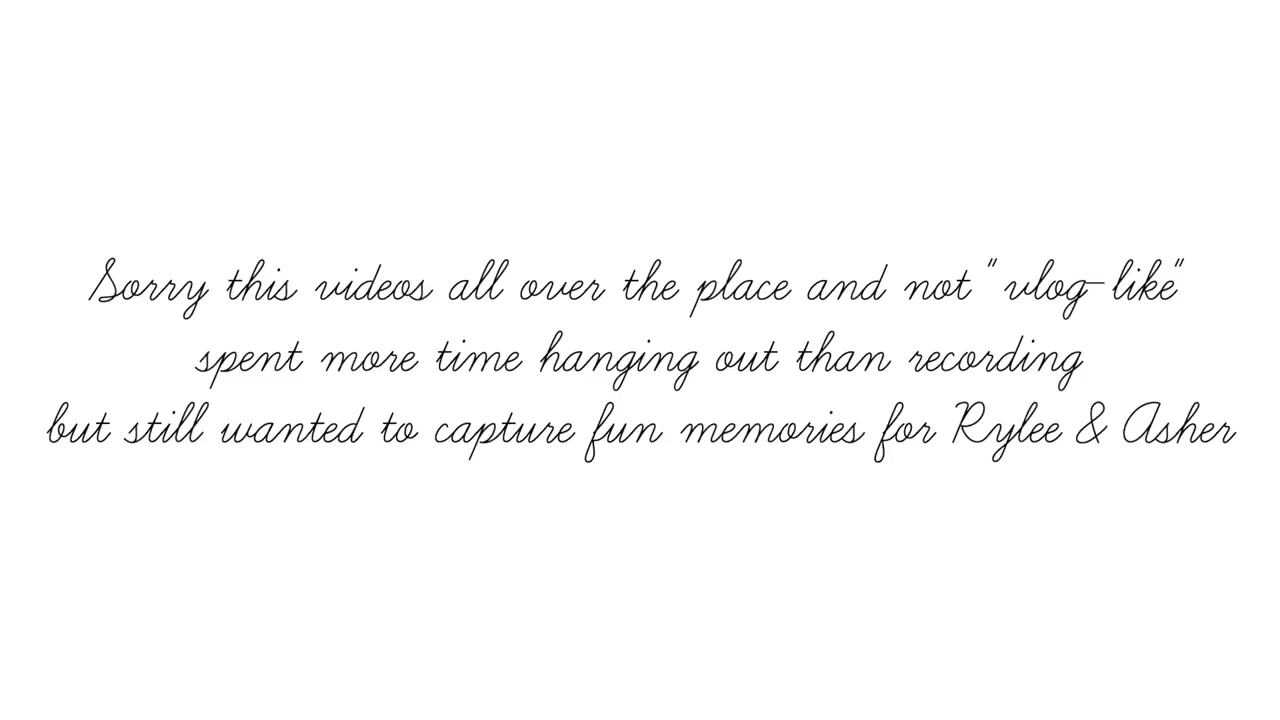 Sorry this videos all over the place and not "vlog-like"
spent more time hanging out than recording
but still wanted to capture fun memories for Rylee & Asher